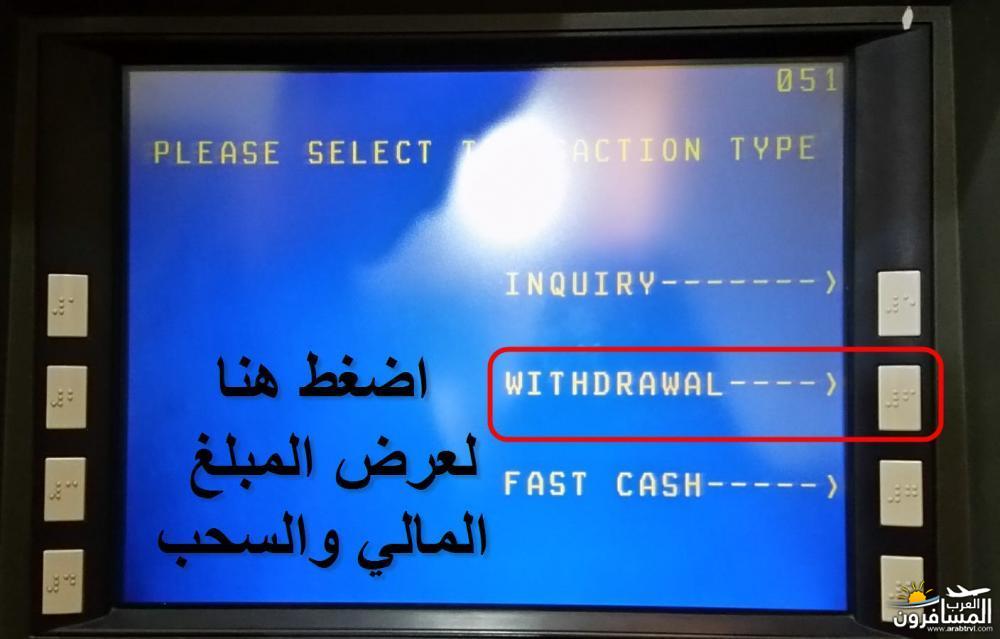 051
PLEASE SELECT ACTION TYPE
INQUIRY------->
WITHDRAWAL---->
FAST CASH----->
اضغط هنا
لعرض المبلغ
المالي والسحب
العرب
المسافرون
www.arabtrvl.com